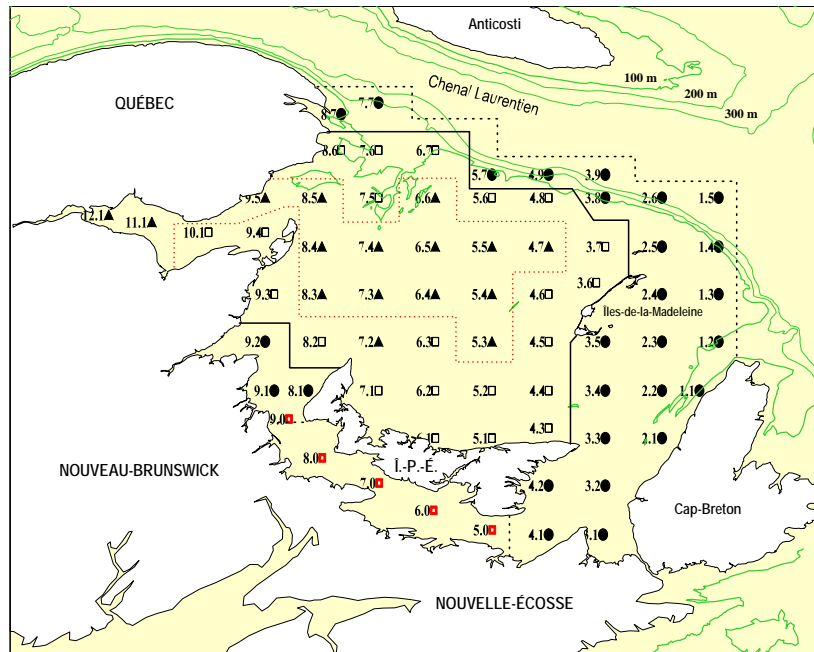 Anticosti
100 m
Chenal Laurentien
200 m
300 m
QUÉBEC
8.7 7.7
8.6 7.6 6.7
5.7 4.9 3.9
9.5 8.5 7.5 6.6 5.6 4.8 3.8 2.6 1.5
12.1 11.1 10.1 9.4
8.4 7.4 6.5 5.5 4.7 3.7 2.5 1.4
9.3 8.3 7.3 6.4 5.4 4.6 3.6 2.4 1.3
Îles-de-la-Madeleine
9.2 8.2 7.2 6.3 5.3 4.5 3.5 2.3 1.2
9.1 8.1 7.1 6.2 5.2 4.4 3.4 2.2 1.1
9.0 5.1 4.3 3.3 2.1
NOUVEAU-BRUNSWICK
8.0
Î.-P.-É.
7.0 4.2 3.2
6.0
Cap-Breton
5.0 4.1
NOUVELLE-ÉCOSSE